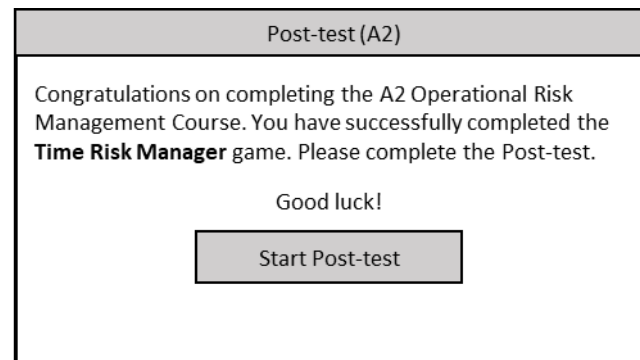 Post-test (A2)
Congratulations on completing the A2 Operational Risk
Management Course. You have successfully completed the
Time Risk Manager game. Please complete the Post-test.
Good luck!
Start Post-test